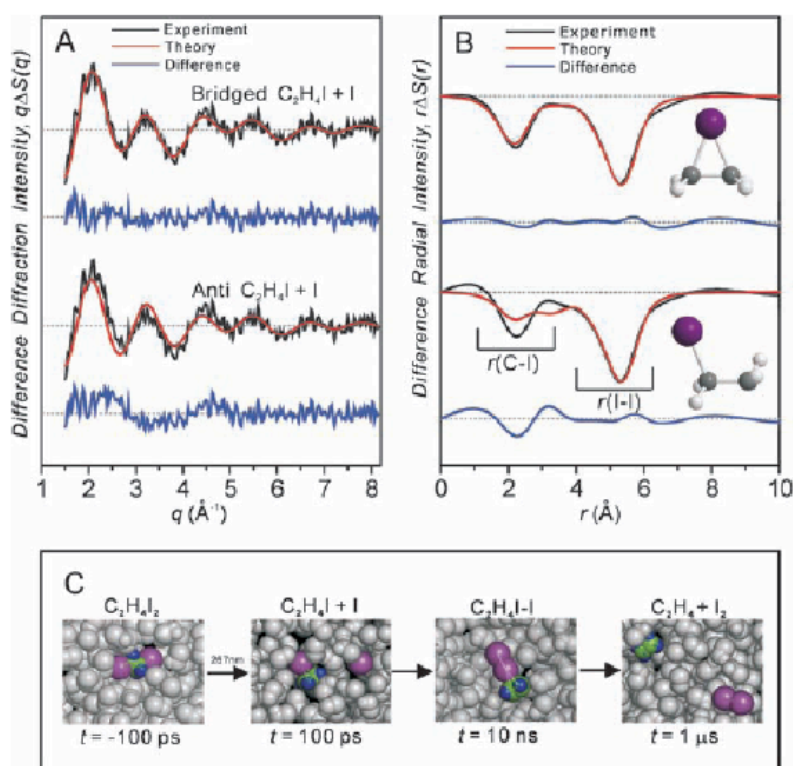 A
Experiment
Theory
Difference
Bridged C₂H₄I + I
Anti C₂H₄I + I
Difference Diffraction Intensity, qΔS(q)
1 2 3 4 5 6 7 8
q (Å⁻¹)
B
Experiment
Theory
Difference
r(C-I)
r(I-I)
Difference Radial Intensity, rΔS(r)
0 2 4 6 8 10
r (Å)
C
C₂H₄I₂
C₂H₄I + I
C₂H₄I-I
C₂H₄ + I₂
267nm
t = -100 ps
t = 100 ps
t = 10 ns
t = 1 μs